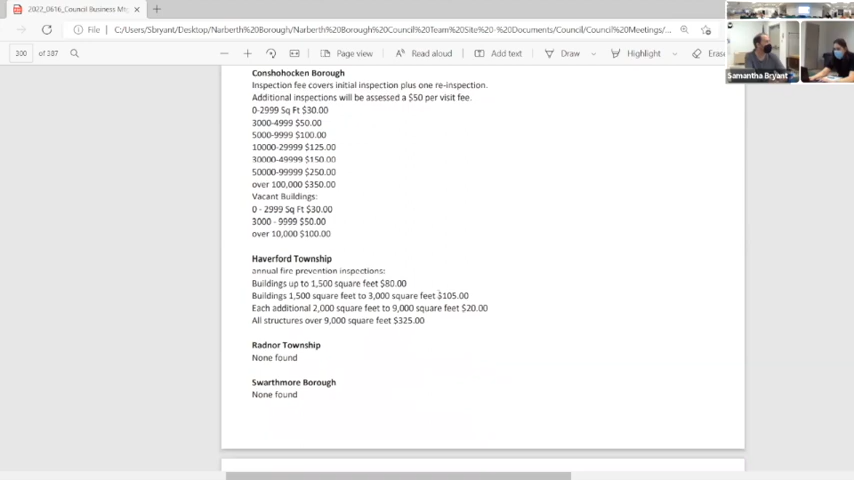 2022_0616_Council Business Me
File
C:/Users/Sbryant/Desktop/Narberth%20Borough/Narberth%20Borough%20Council%20Team%20Site%20-%20Documents/Council/Council%20Meetings/...
300 of 387
Page view
Read aloud
Add text
Draw
Highlight
Erase
Samantha Bryant
Conshohocken Borough
Inspection fee covers initial inspection plus one re-inspection.
Additional inspections will be assessed a $50 per visit fee.
0-2999 Sq Ft $30.00
3000-4999 $50.00
5000-9999 $100.00
10000-29999 $125.00
30000-49999 $150.00
50000-99999 $250.00
over 100,000 $350.00
Vacant Buildings:
0 - 2999 Sq Ft $30.00
3000 - 9999 $50.00
over 10,000 $100.00
Haverford Township
annual fire prevention inspections:
Buildings up to 1,500 square feet $80.00
Buildings 1,500 square feet to 3,000 square feet $105.00
Each additional 2,000 square feet to 9,000 square feet $20.00
All structures over 9,000 square feet $325.00
Radnor Township
None found
Swarthmore Borough
None found